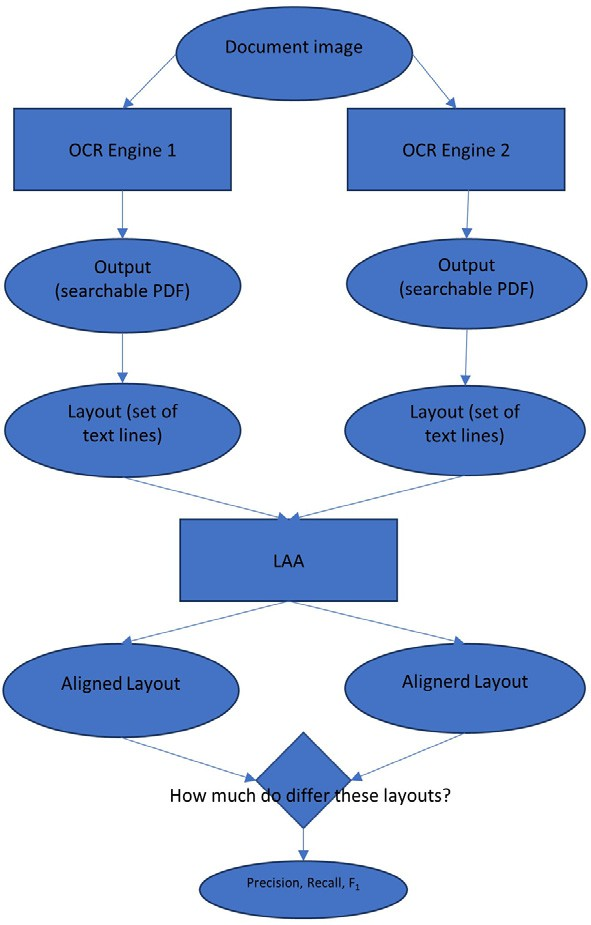 Document image
OCR Engine 1
OCR Engine 2
Output
(searchable PDF)
Output
(searchable PDF)
Layout (set of
text lines)
Layout (set of
text lines)
LAA
Aligned Layout
Alignerd Layout
How much do differ these layouts?
Precision, Recall, F₁